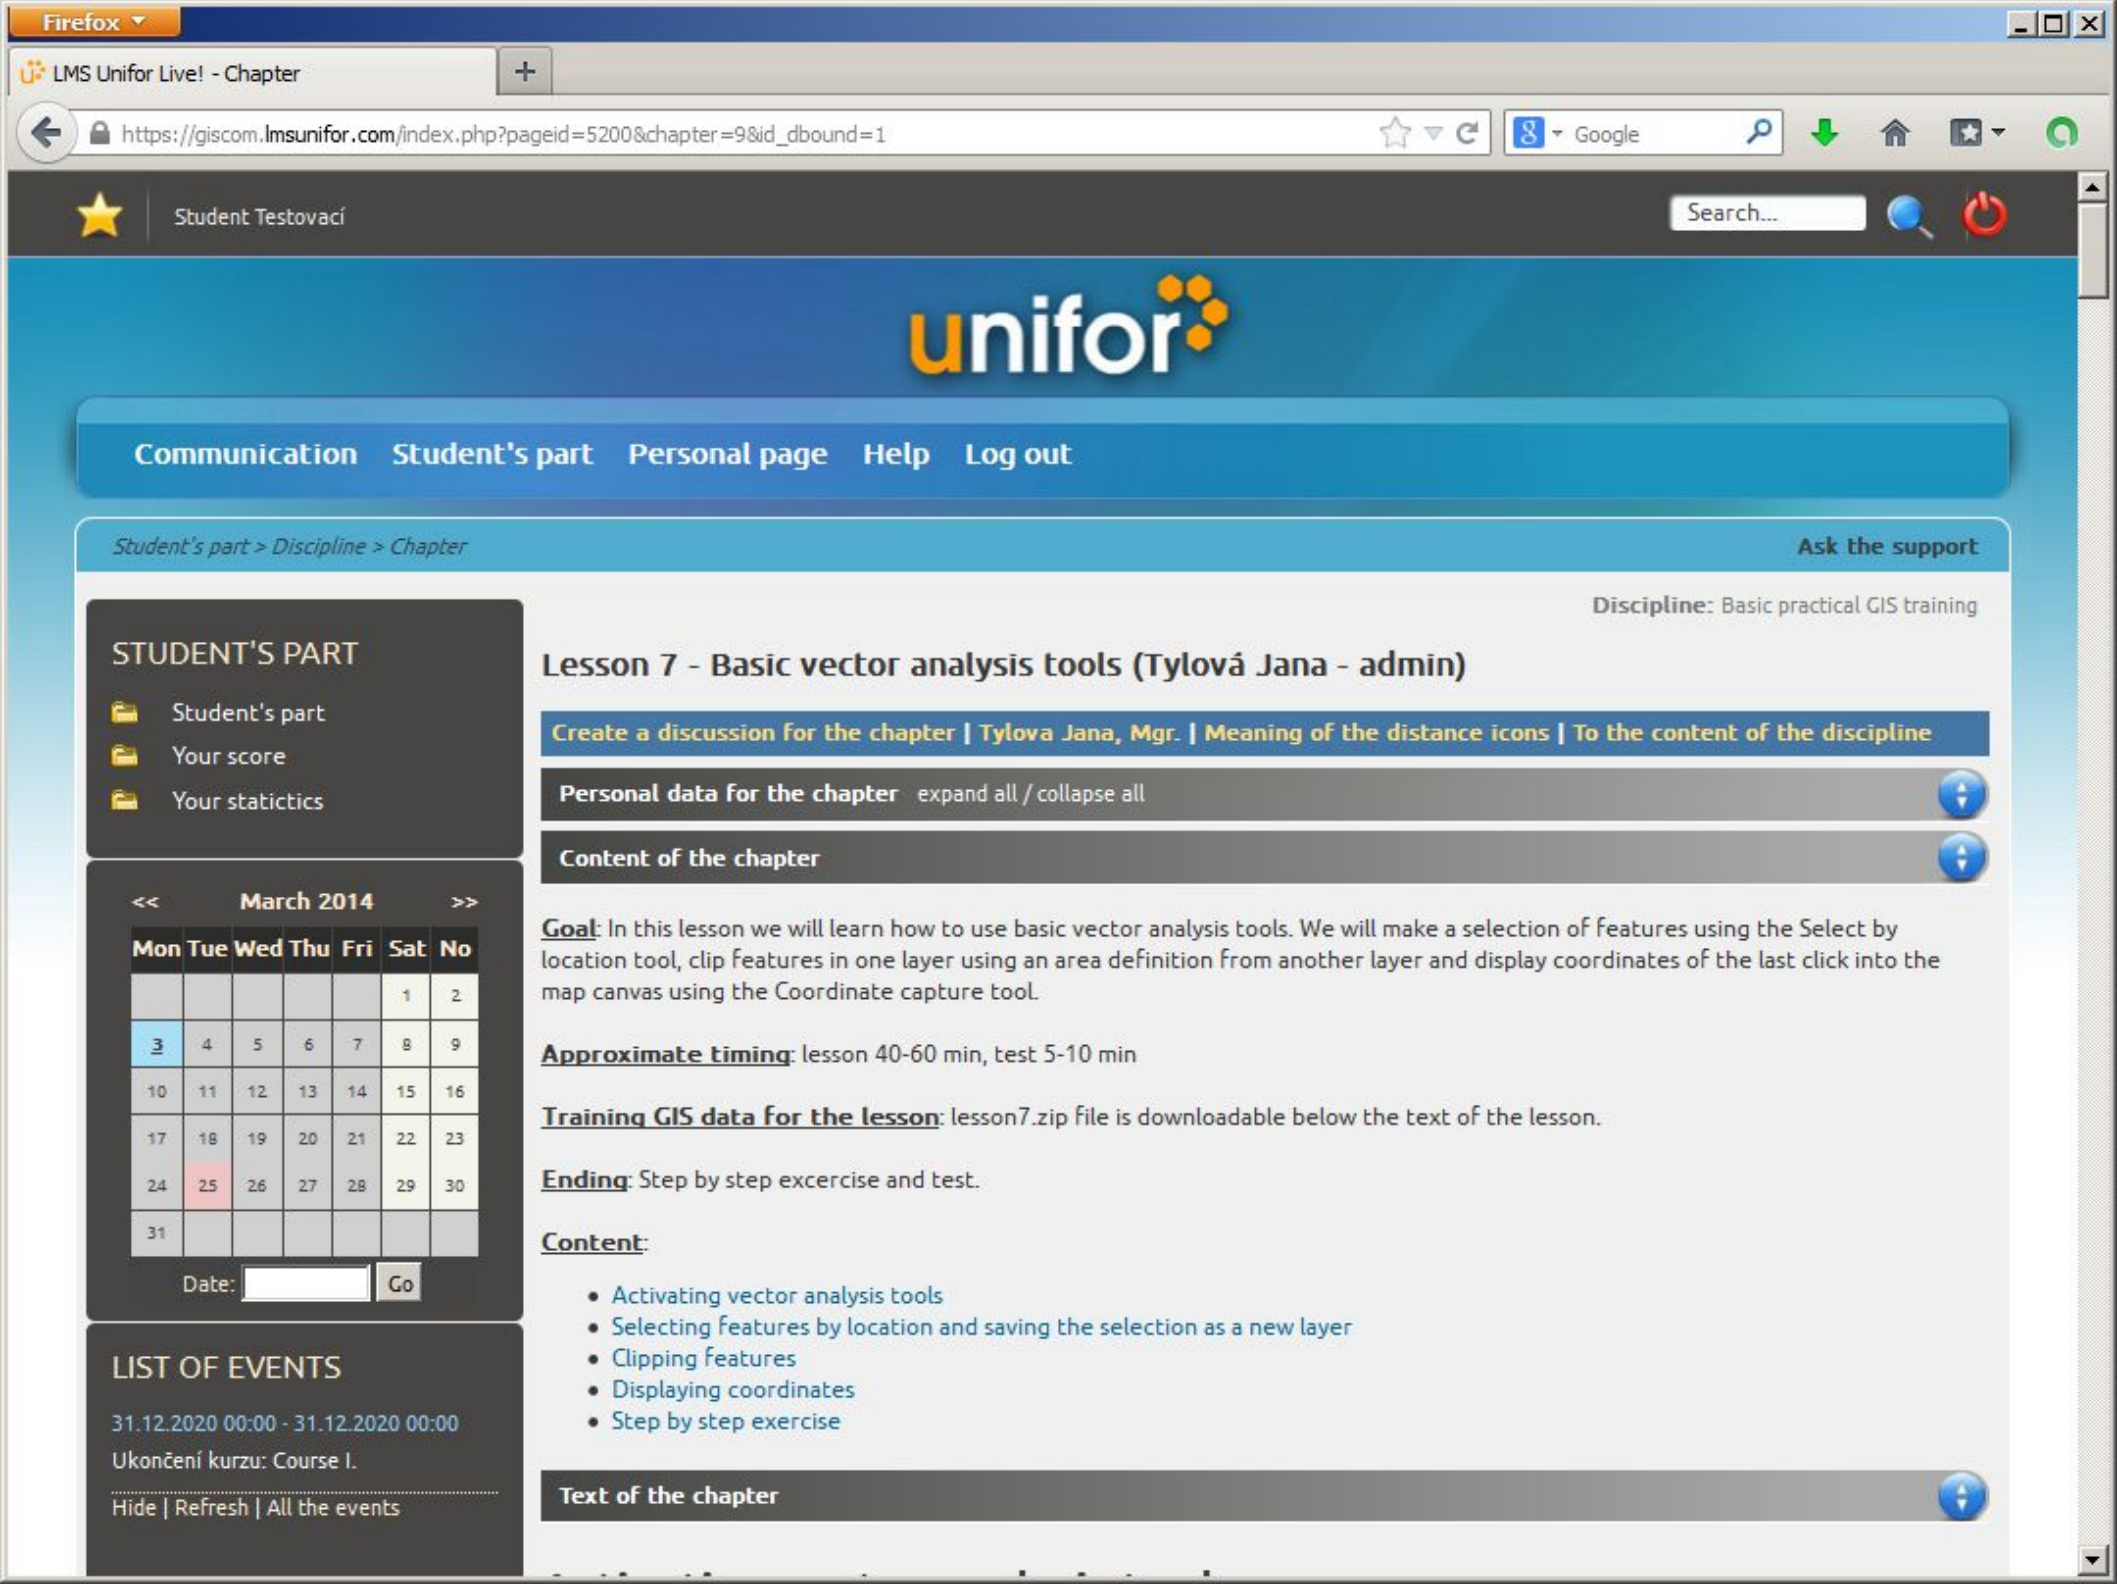 Firefox
LMS Unifor Live! - Chapter
https://giscom.lmsunifor.com/index.php?pageid=5200&chapter=9&id_dbound=1
Google
Student Testovací
Search...
unifor
Communication Student's part Personal page Help Log out
Student's part > Discipline > Chapter
Ask the support
STUDENT'S PART
Student's part
Your score
Your statictics
<< March 2014 >>
Mon Tue Wed Thu Fri Sat No
1 2
3 4 5 6 7 8 9
10 11 12 13 14 15 16
17 18 19 20 21 22 23
24 25 26 27 28 29 30
31
Date: Go
LIST OF EVENTS
31.12.2020 00:00 - 31.12.2020 00:00
Ukončení kurzu: Course I.
Hide | Refresh | All the events
Discipline: Basic practical GIS training
Lesson 7 - Basic vector analysis tools (Tylová Jana - admin)
Create a discussion for the chapter | Tylova Jana, Mgr. | Meaning of the distance icons | To the content of the discipline
Personal data for the chapter expand all / collapse all
Content of the chapter
Goal: In this lesson we will learn how to use basic vector analysis tools. We will make a selection of features using the Select by
location tool, clip features in one layer using an area definition from another layer and display coordinates of the last click into the
map canvas using the Coordinate capture tool.
Approximate timing: lesson 40-60 min, test 5-10 min
Training GIS data for the lesson: lesson7.zip file is downloadable below the text of the lesson.
Ending: Step by step excercise and test.
Content:
• Activating vector analysis tools
• Selecting features by location and saving the selection as a new layer
• Clipping features
• Displaying coordinates
• Step by step exercise
Text of the chapter